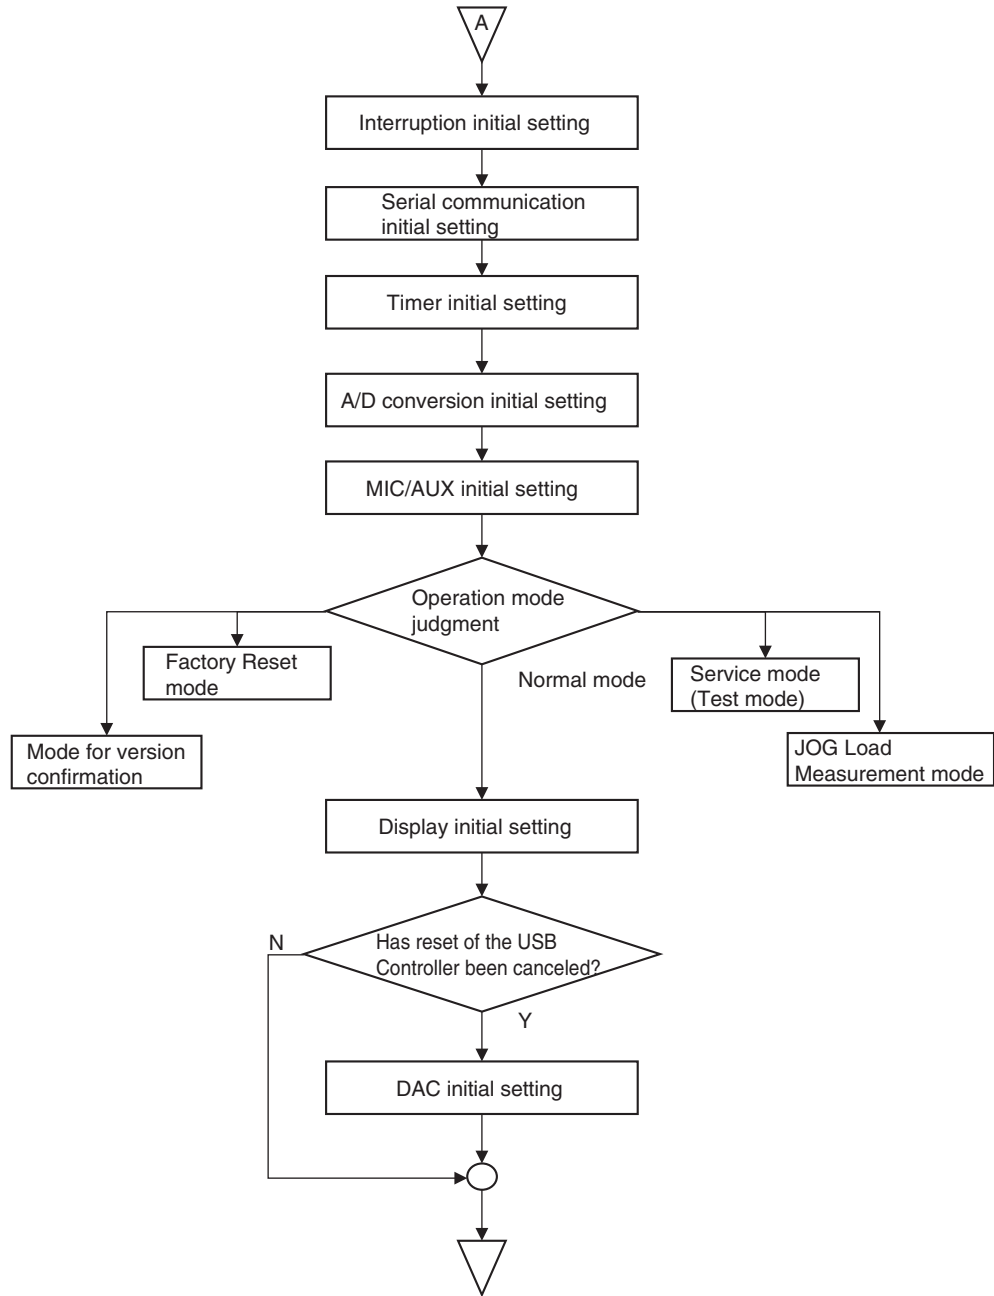 A
Interruption initial setting
Serial communication
initial setting
Timer initial setting
A/D conversion initial setting
MIC/AUX initial setting
Operation mode
judgment
Factory Reset
mode
Normal mode
Service mode
(Test mode)
Mode for version
confirmation
JOG Load
Measurement mode
Display initial setting
N
Has reset of the USB
Controller been canceled?
Y
DAC initial setting